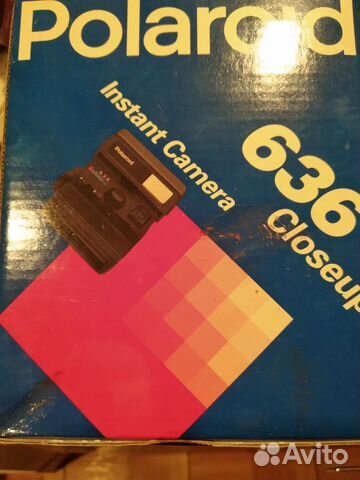 Polaroid
Instant Camera
636
Closeup
Polaroid
Avito